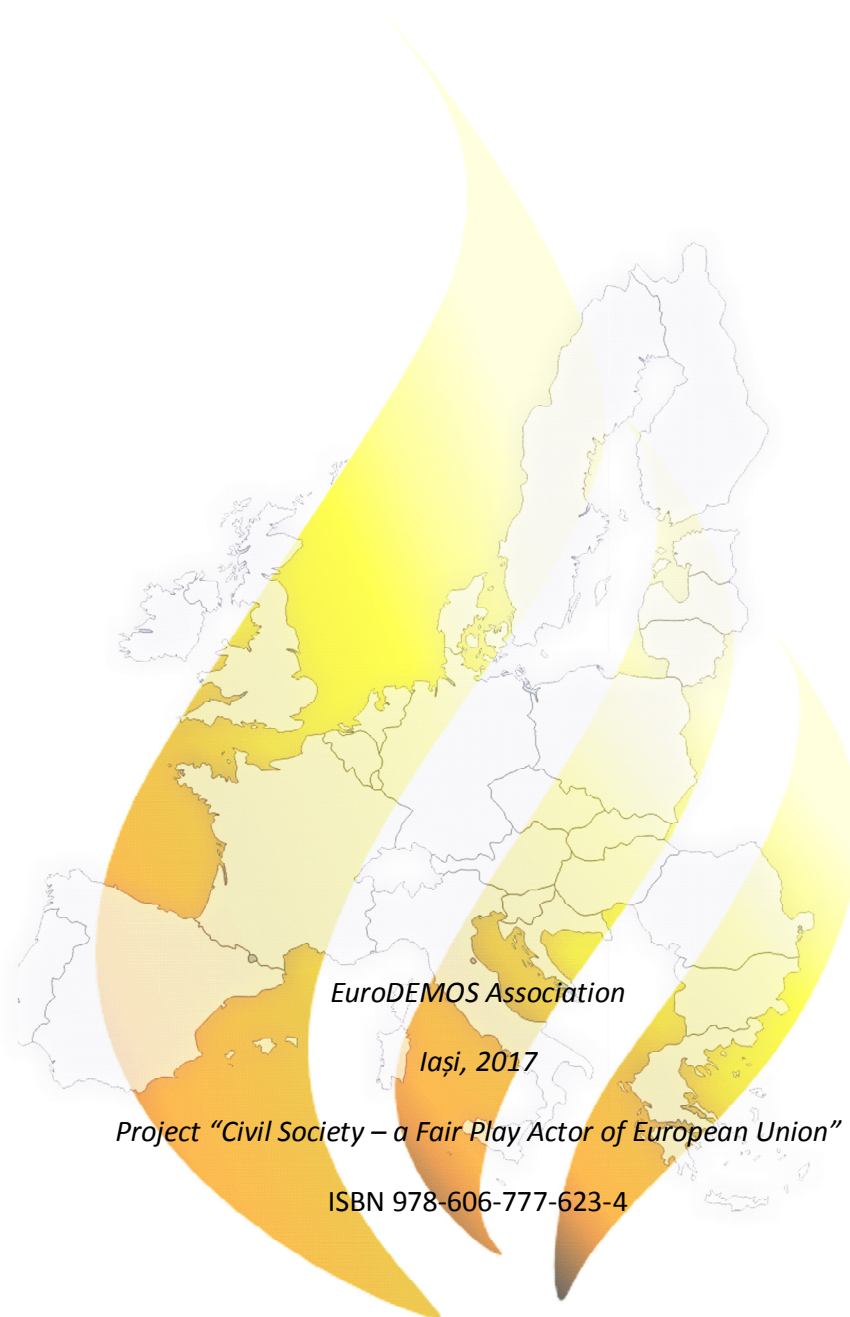 EuroDEMOS Association
Iași, 2017
Project “Civil Society – a Fair Play Actor of European Union”
ISBN 978-606-777-623-4